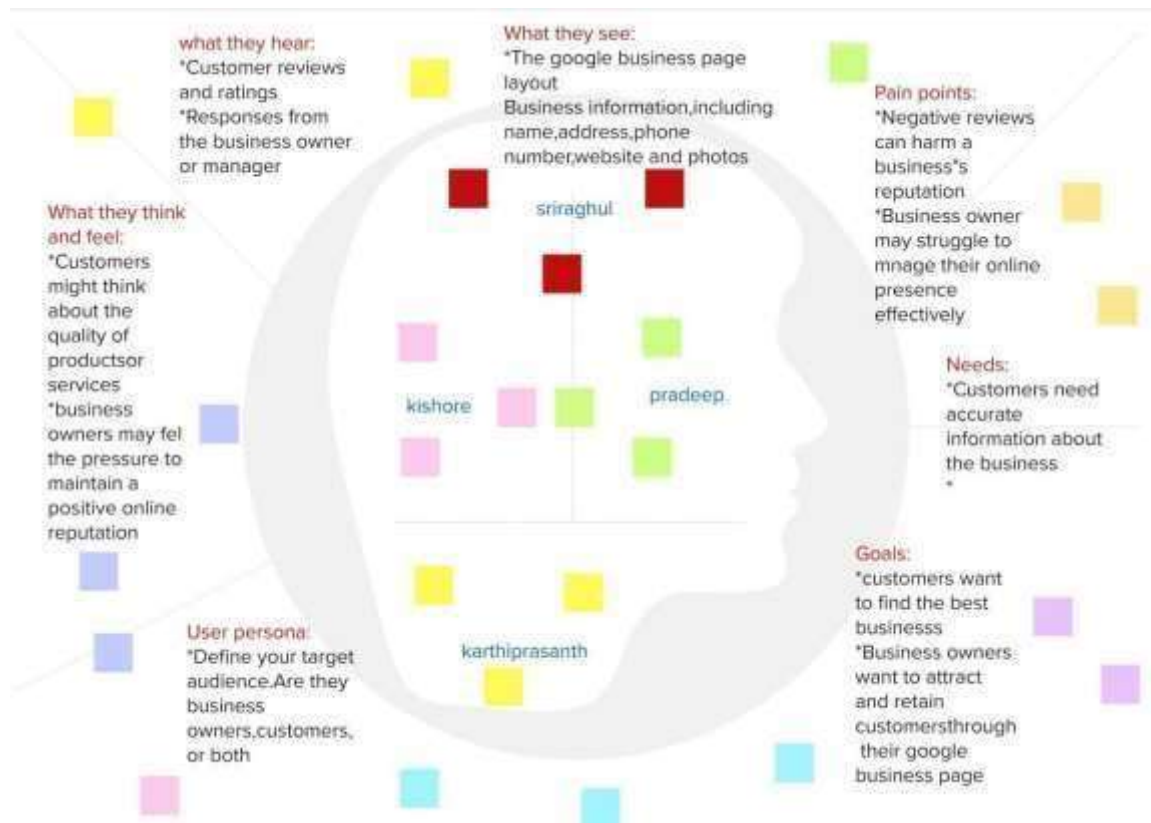 what they hear:
*Customer reviews
and ratings
*Responses from
the business owner
or manager
What they see:
*The google business page
layout
Business information,including
name,address,phone
number,website and photos
Pain points:
*Negative reviews
can harm a
business"s
reputation
*Business owner
may struggle to
mnage their online
presence
effectively
What they think
and feel:
*Customers
might think
about the
quality of
productsor
services
*business
owners may fel
the pressure to
maintain a
positive online
reputation
sriraghul
kishore
pradeep
Needs:
*Customers need
accurate
information about
the business
*
Goals:
*customers want
to find the best
businesss
*Business owners
want to attract
and retain
customersthrough
their google
business page
User persona:
*Define your target
audience.Are they
business
owners,customers,
or both
karthiprasanth